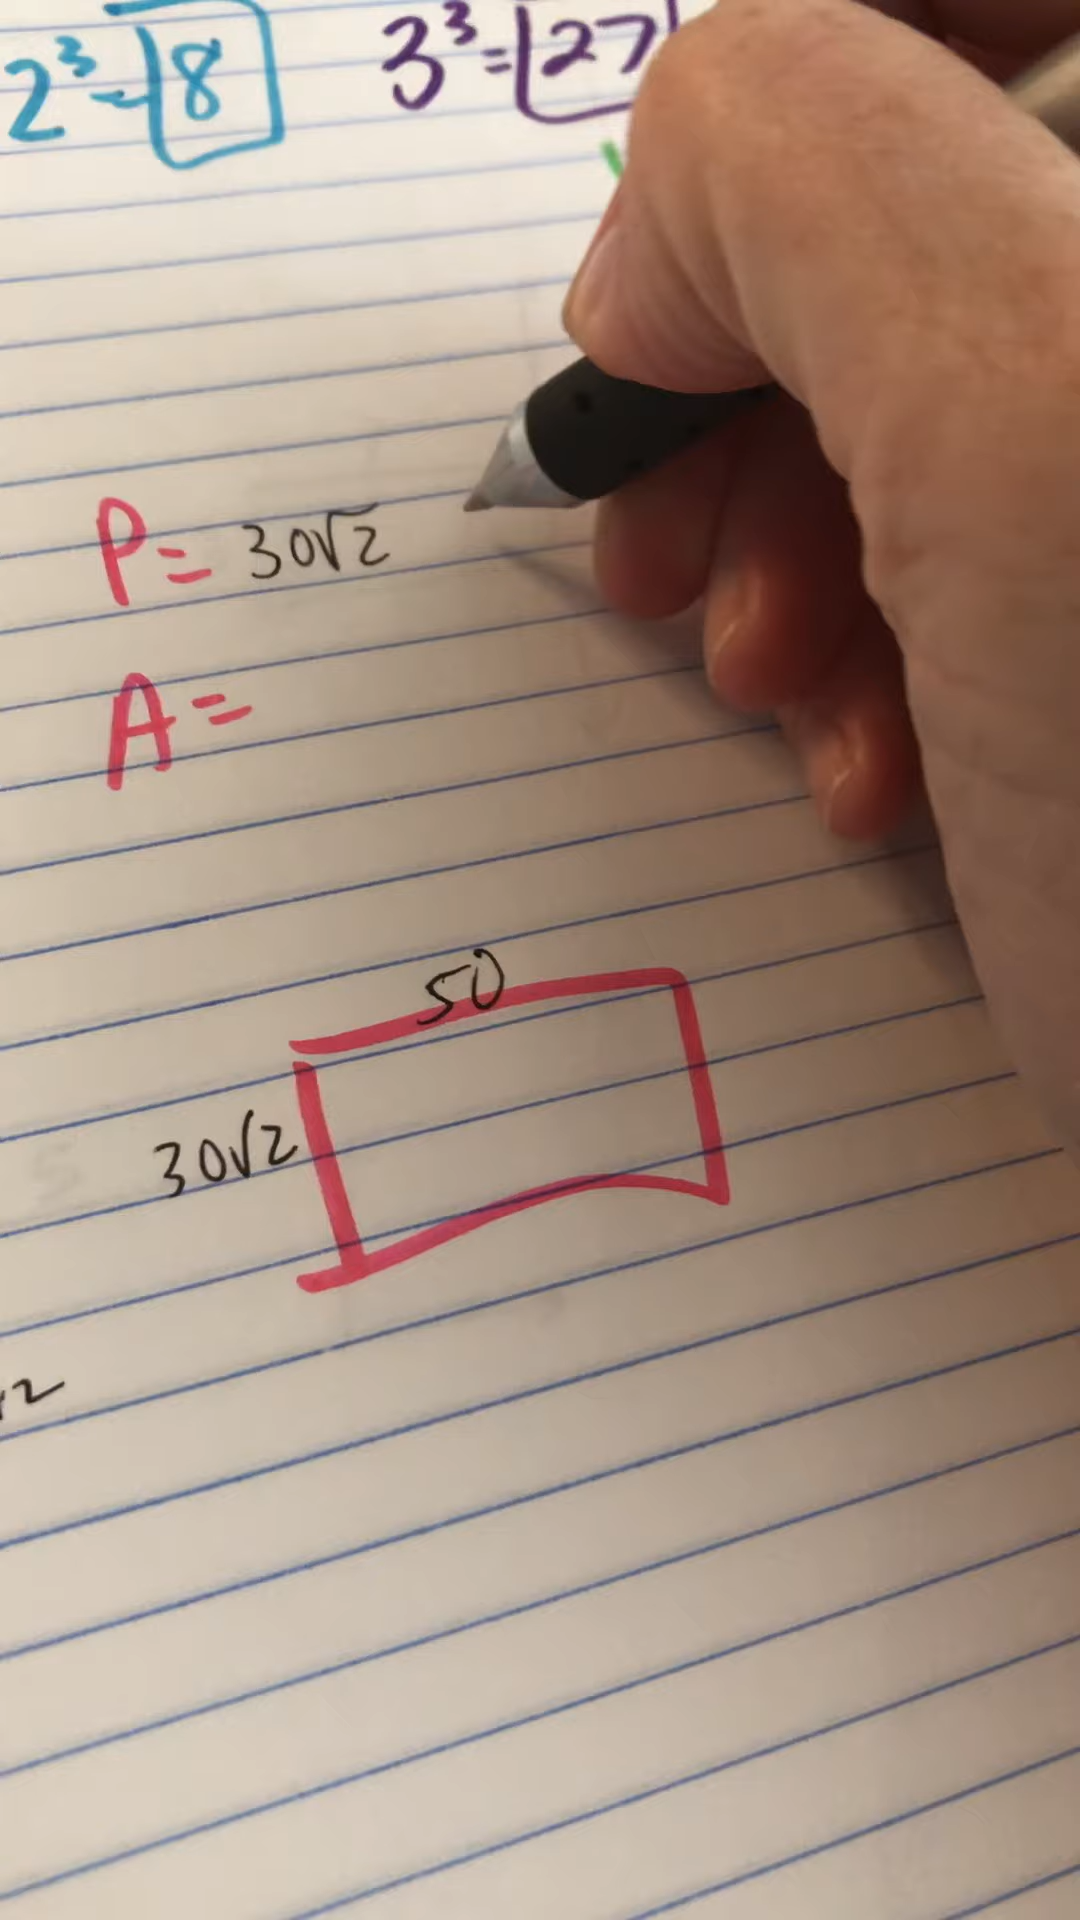 2³ = 8 3³ = 27
P = 30√2
A =
50
30√2